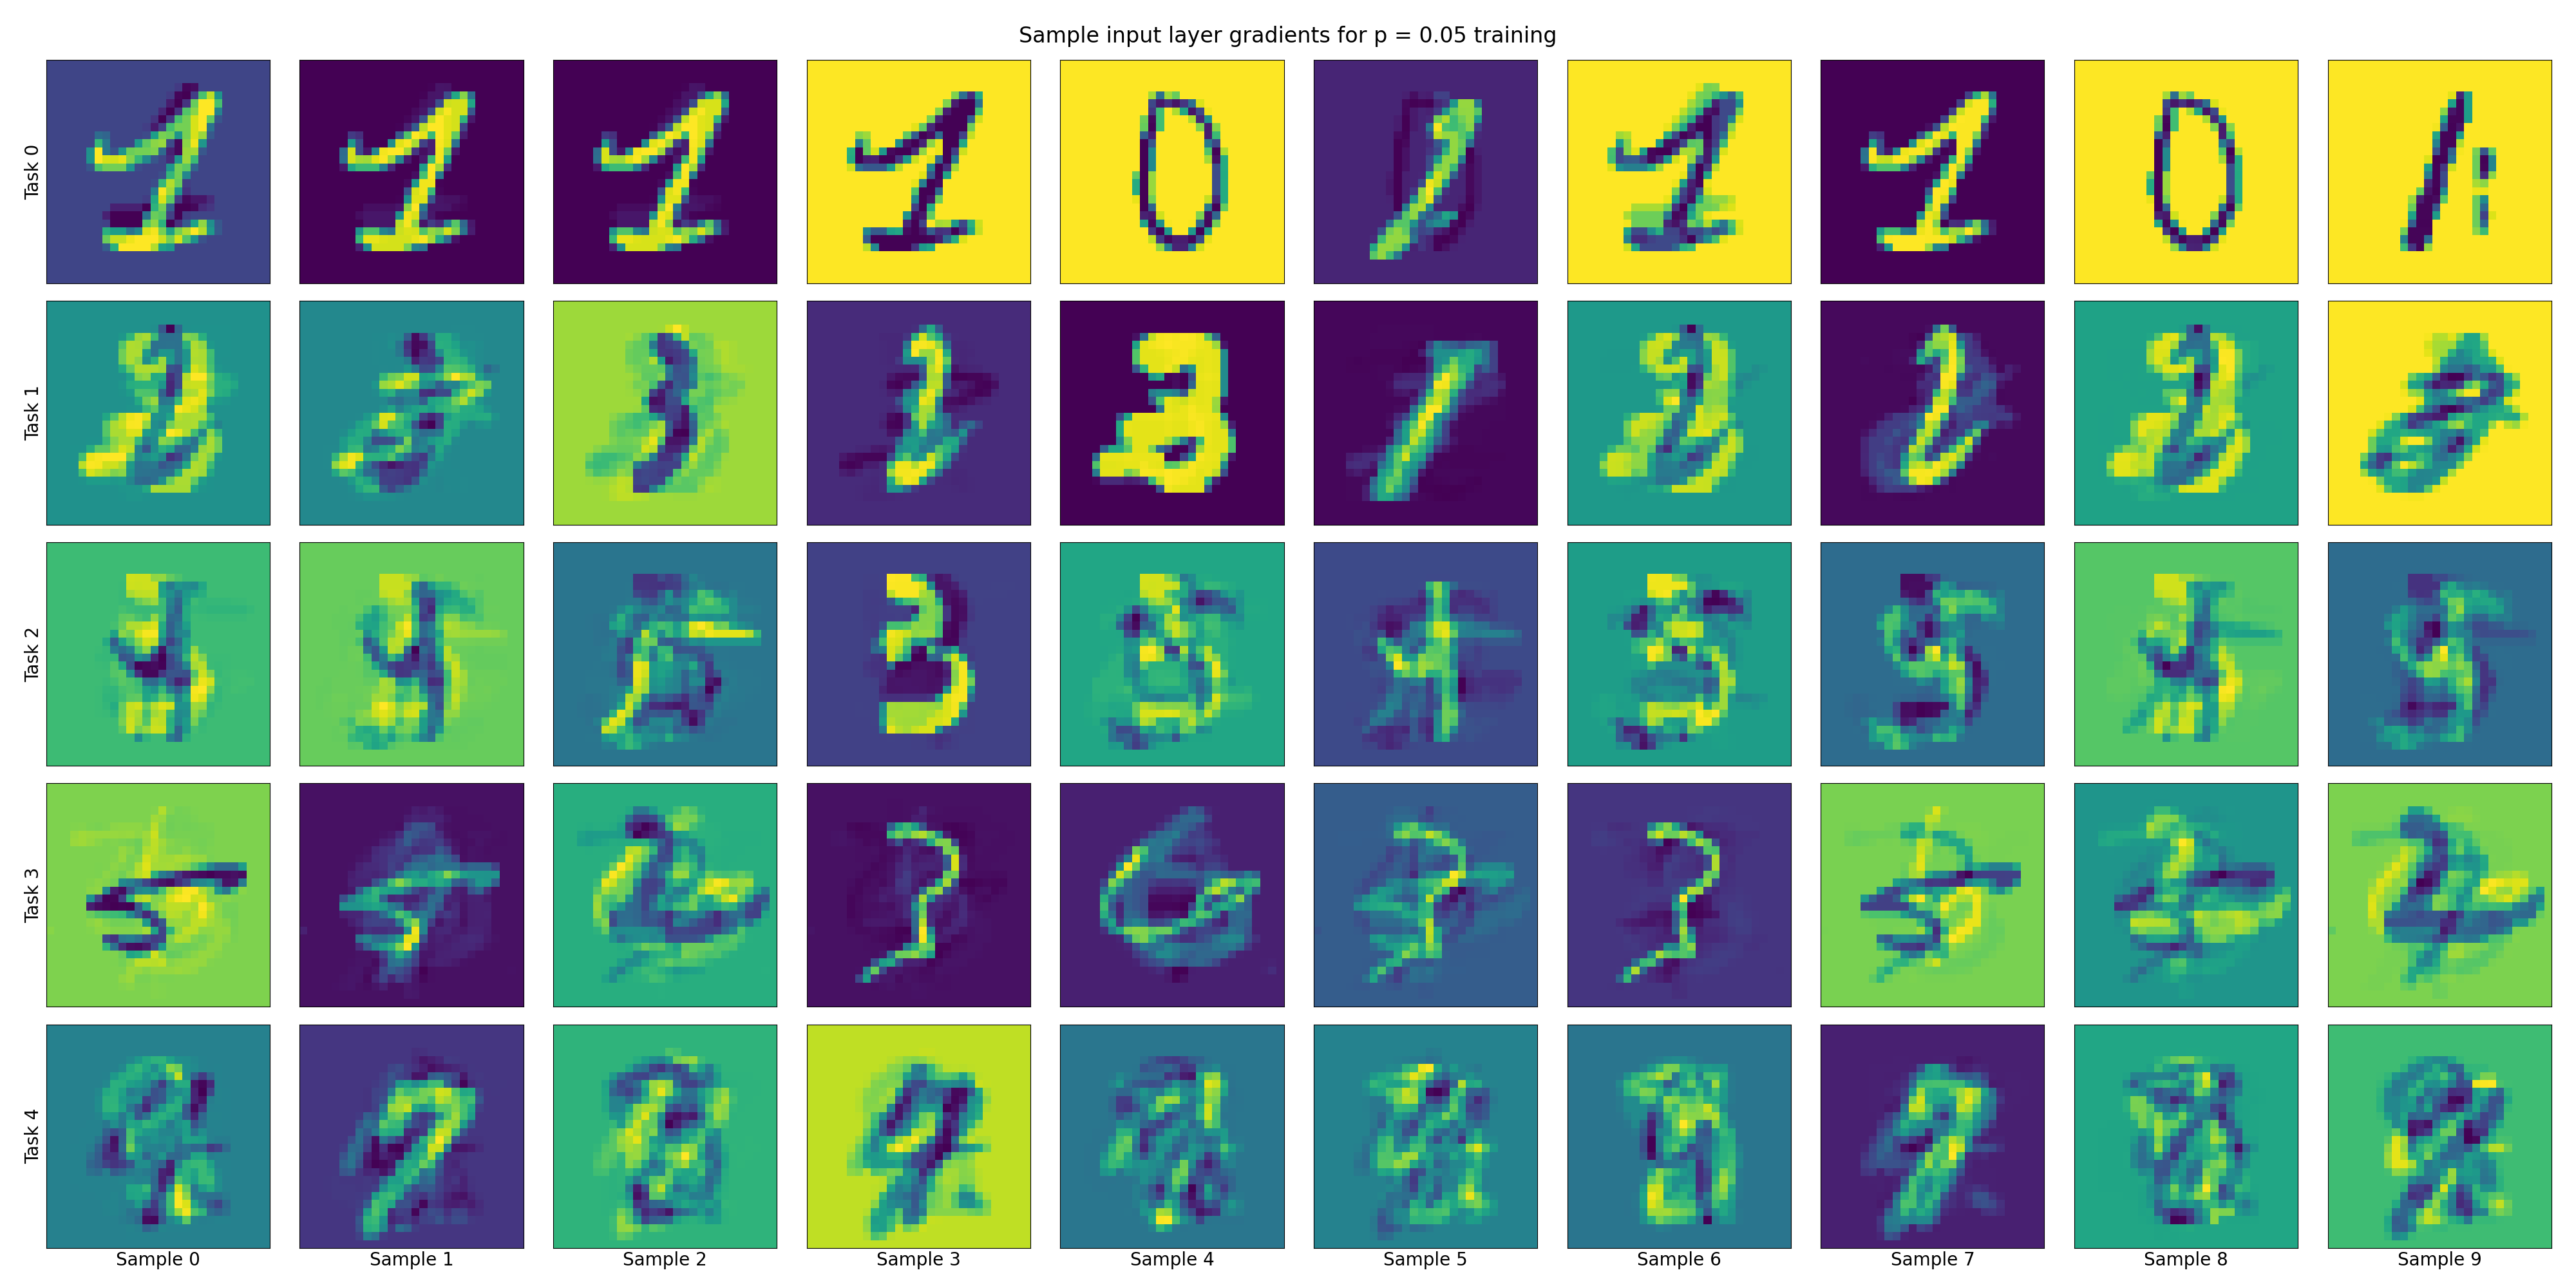 Sample input layer gradients for p = 0.05 training
Task 0
Task 1
Task 2
Task 3
Task 4
Sample 0 Sample 1 Sample 2 Sample 3 Sample 4 Sample 5 Sample 6 Sample 7 Sample 8 Sample 9